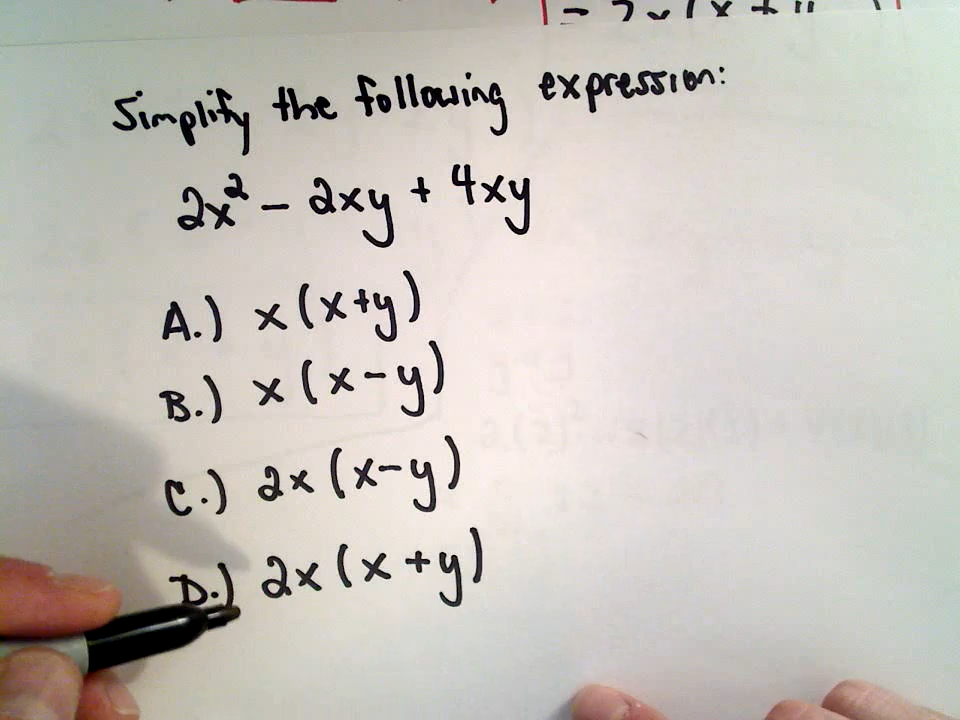 Simplify the following expression:
2x² - 2xy + 4xy
A.) x(x+y)
B.) x(x-y)
C.) 2x(x-y)
D.) 2x(x+y)